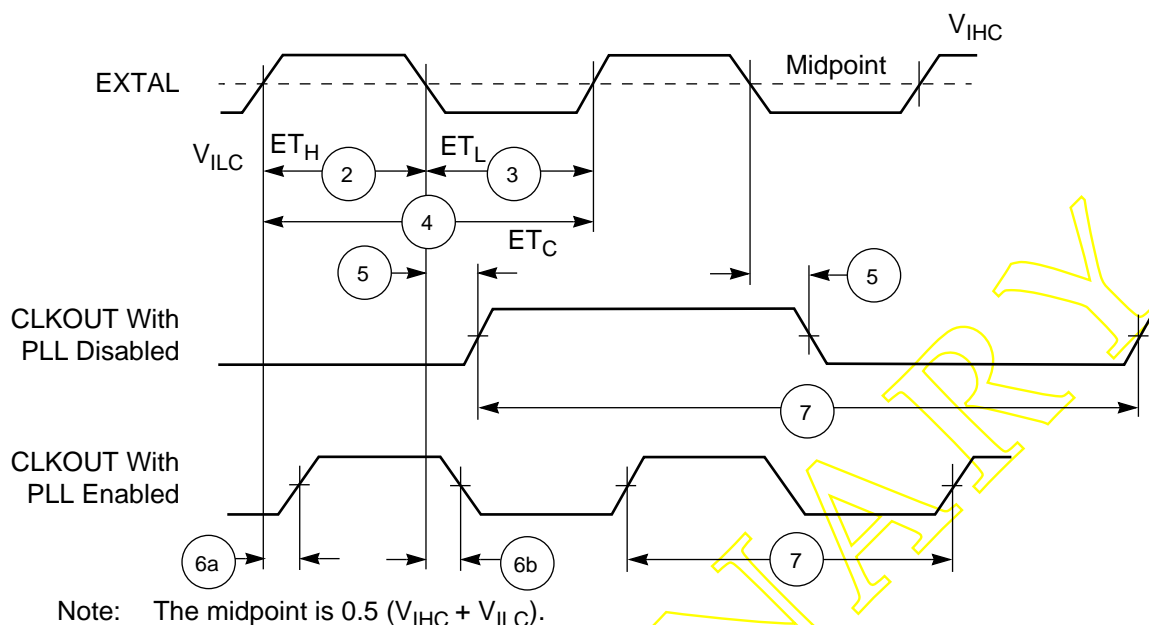 V_IHC
EXTAL
Midpoint
V_ILC
ET_H
2
ET_L
3
4
ET_C
5
5
CLKOUT With
PLL Disabled
7
CLKOUT With
PLL Enabled
6a
6b
7
Note: The midpoint is 0.5 (V_IHC + V_ILC).
N A R Y